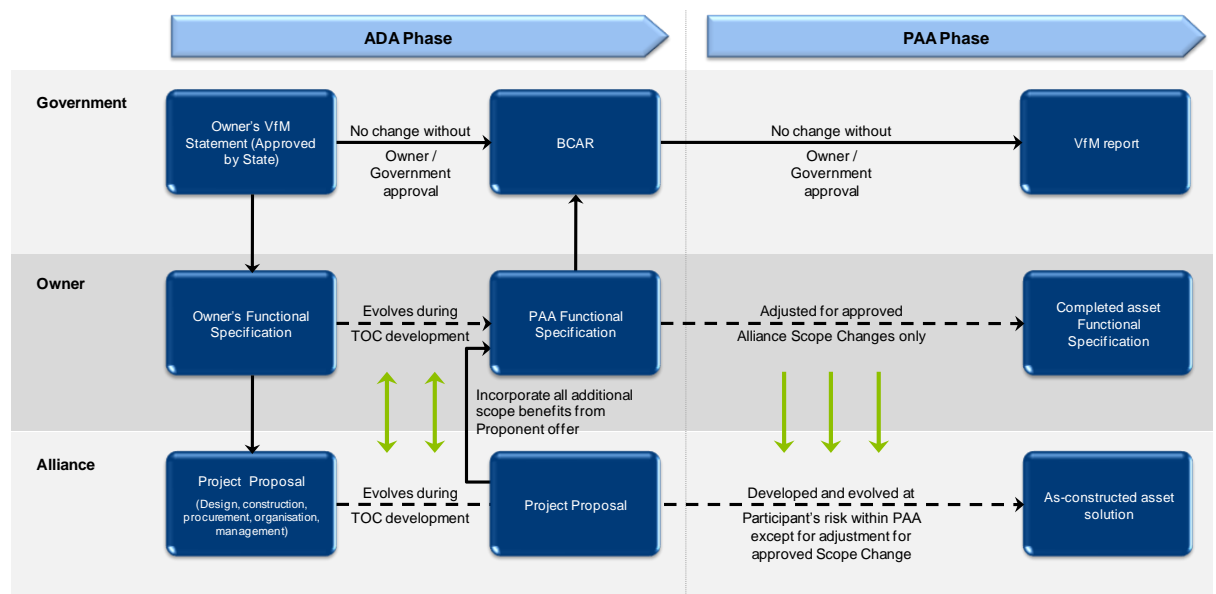 ADA Phase
PAA Phase
Government
Owner's VfM
Statement (Approved
by State)
No change without
Owner /
Government
approval
BCAR
No change without
Owner /
Government
approval
VfM report
Owner
Owner's Functional
Specification
Evolves during
TOC development
PAA Functional
Specification
Adjusted for approved
Alliance Scope Changes only
Completed asset
Functional
Specification
Incorporate all additional
scope benefits from
Proponent offer
Alliance
Project Proposal
(Design, construction,
procurement, organisation,
management)
Evolves during
TOC development
Project Proposal
Developed and evolved at
Participant's risk within PAA
except for adjustment for
approved Scope Change
As-constructed asset
solution